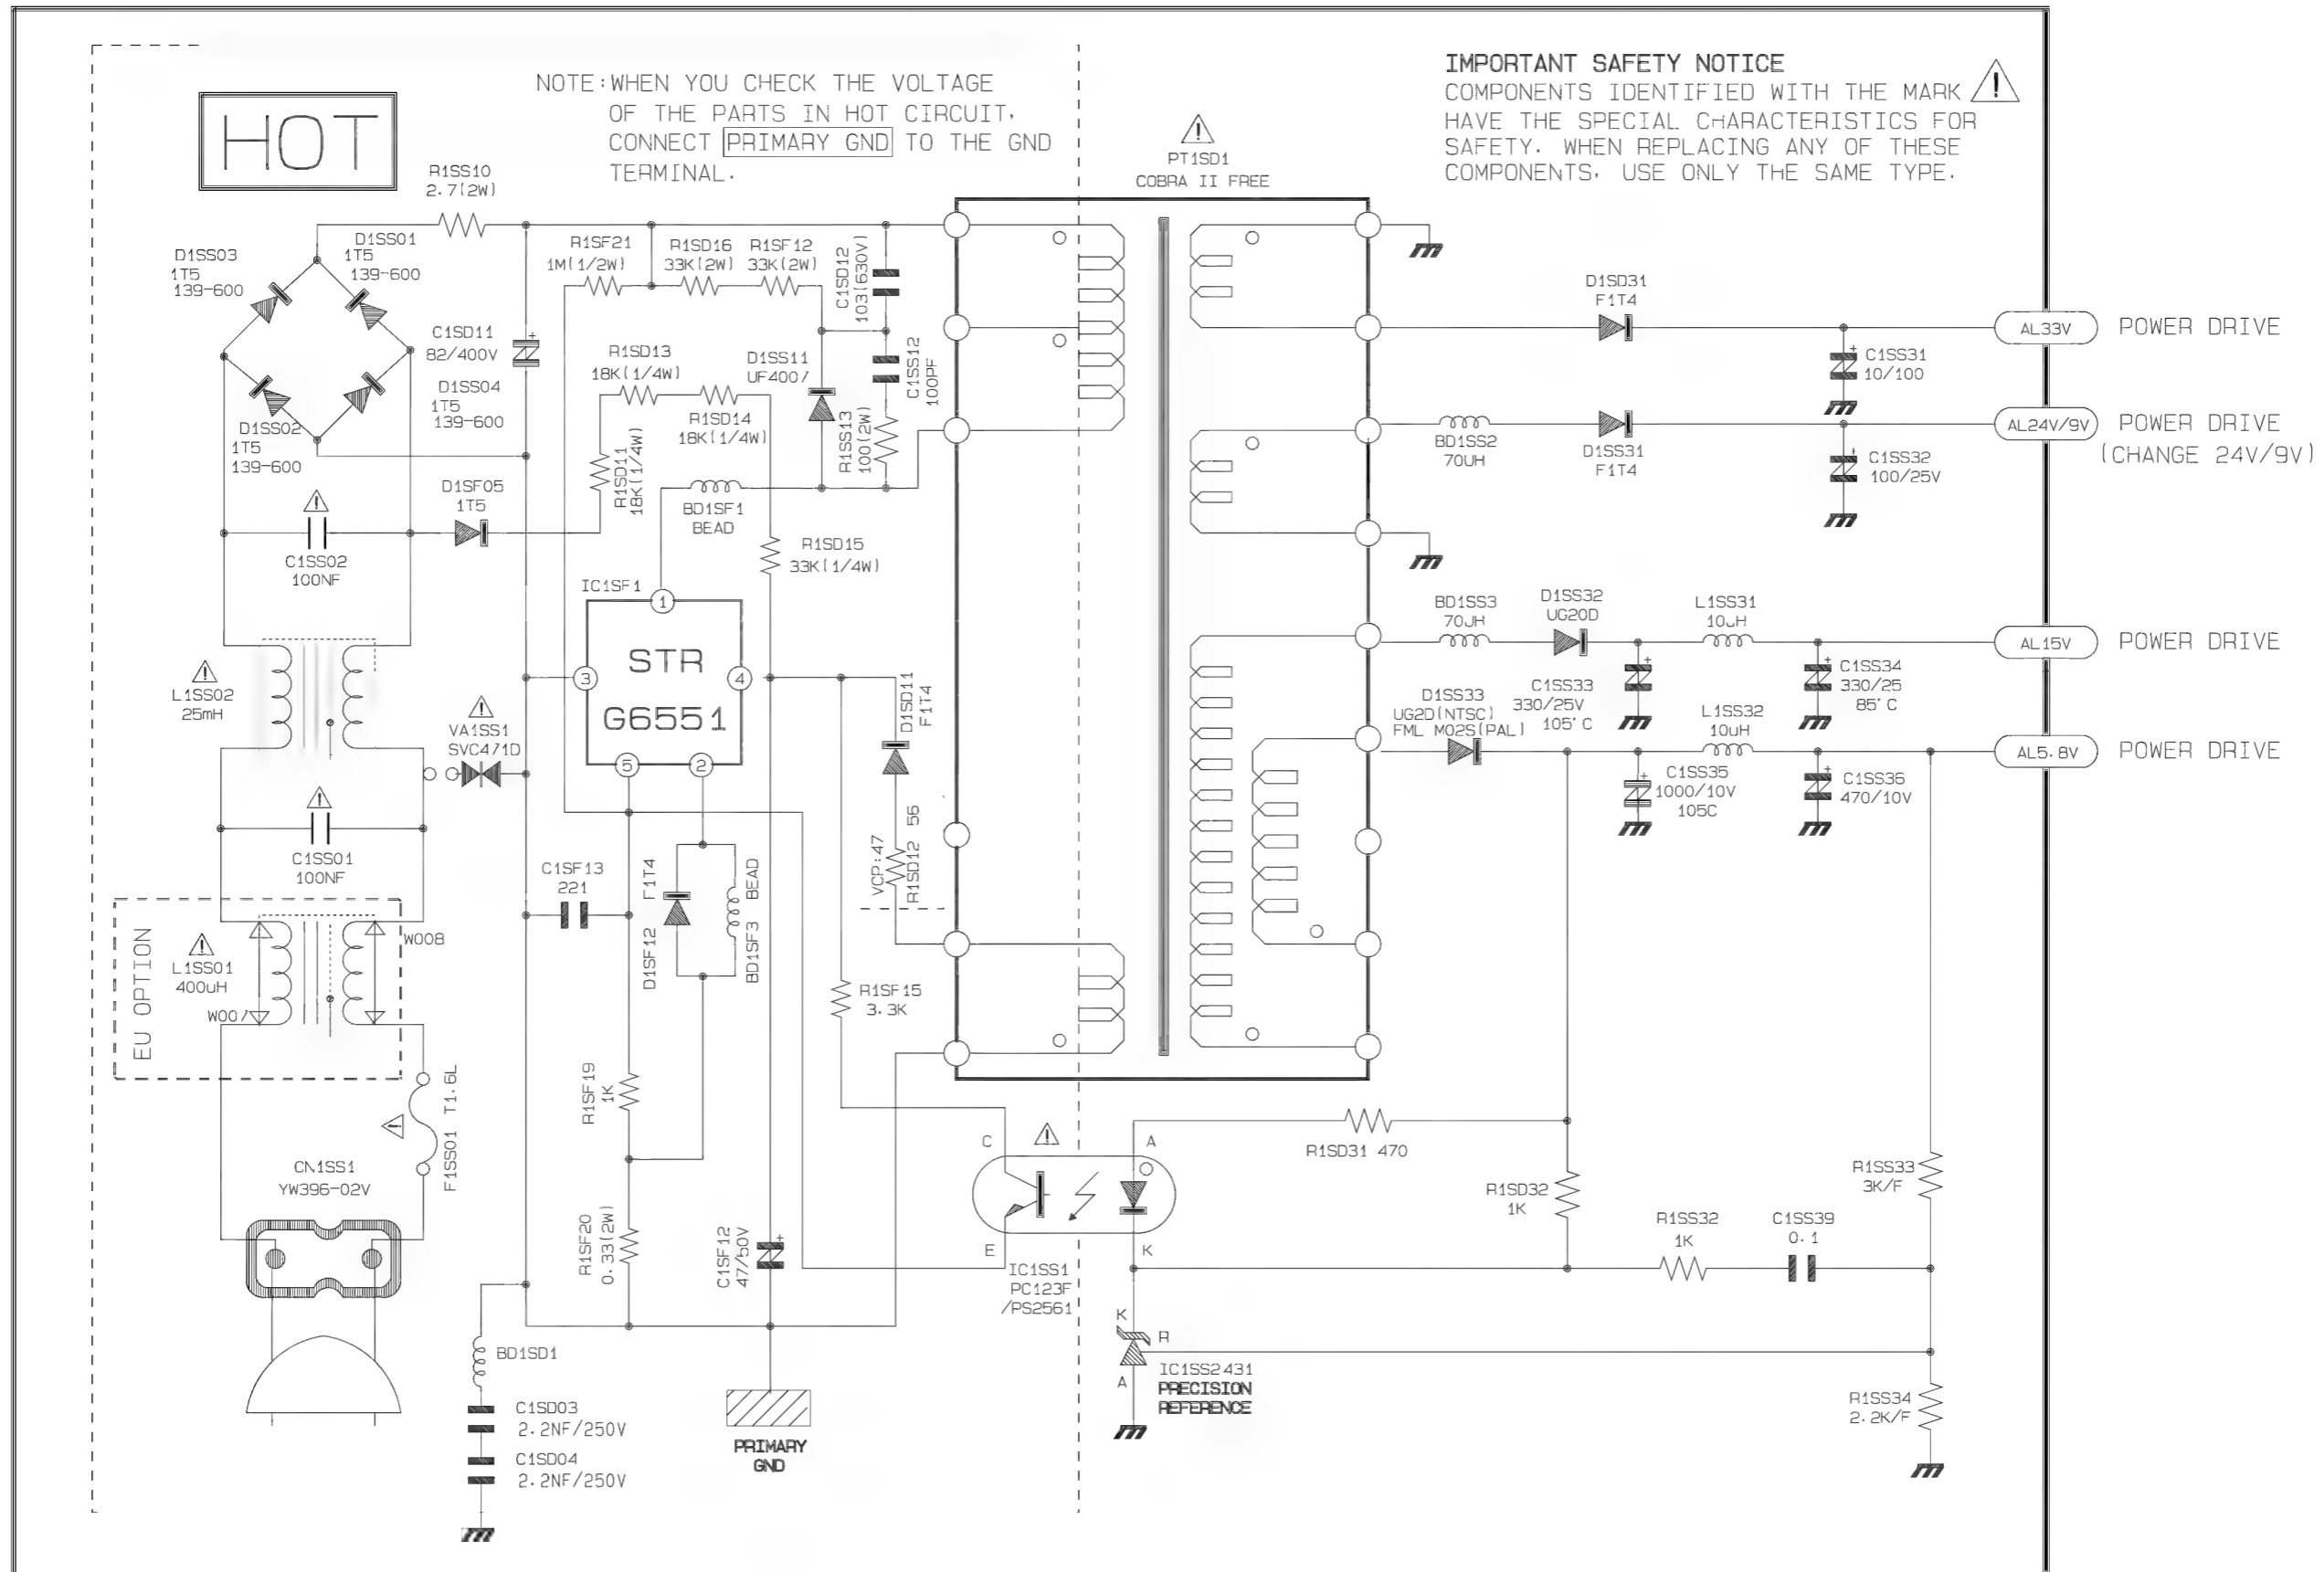 HOT
NOTE:WHEN YOU CHECK THE VOLTAGE
OF THE PARTS IN HOT CIRCUIT,
CONNECT PRIMARY GND TO THE GND
TERMINAL.
IMPORTANT SAFETY NOTICE
COMPONENTS IDENTIFIED WITH THE MARK
HAVE THE SPECIAL CHARACTERISTICS FOR
SAFETY. WHEN REPLACING ANY OF THESE
COMPONENTS, USE ONLY THE SAME TYPE.
PT1SD1
COBRA II FREE
R1SS10
2.7(2W)
D1SS03
1T5
139-600
D1SS01
1T5
139-600
C1SD11
82/400V
D1SS04
1T5
139-600
D1SS02
1T5
139-600
R1SF21
1M(1/2W)
R1SD16
33K(2W)
R1SF12
33K(2W)
C1SD12
103(630V)
R1SD13
18K(1/4W)
D1SS11
UF4007
C1SS12
100PF
R1SD14
18K(1/4W)
R1SS13
100(2W)
R1SD11
18K(1/4W)
D1SF05
1T5
BD1SF1
BEAD
C1SS02
100NF
R1SD15
33K(1/4W)
IC1SF1
1
STR
G6551
3
4
5
2
L1SS02
25mH
VA1SS1
SVC471D
D1SD11
F1T4
C1SS01
100NF
C1SF13
221
D1SF12 F1T4
BD1SF3 BEAD
VCP:47
R1SD12 56
EU OPTION
L1SS01
400uH
W008
W007
R1SF15
3.3K
F1SS01 T1.6L
R1SF19
1K
CN1SS1
YW396-02V
R1SF20
0.33(2W)
C1SF12
47/50V
BD1SD1
C1SD03
2.2NF/250V
C1SD04
2.2NF/250V
PRIMARY
GND
D1SD31
F1T4
AL33V
POWER DRIVE
C1SS31
10/100
BD1SS2
70UH
D1SS31
F1T4
AL24V/9V
POWER DRIVE
(CHANGE 24V/9V)
C1SS32
100/25V
BD1SS3
70UH
D1SS32
UG20D
L1SS31
10uH
AL15V
POWER DRIVE
C1SS33
330/25V
105°C
C1SS34
330/25
85°C
D1SS33
UG2D(NTSC)
FML M02S(PAL)
L1SS32
10uH
AL5.8V
POWER DRIVE
C1SS35
1000/10V
105C
C1SS36
470/10V
C
A
E
K
IC1SS1
PC123F
/PS2561
R1SD31 470
R1SD32
1K
R1SS32
1K
C1SS39
0.1
R1SS33
3K/F
K
R
A
IC1SS2 431
PRECISION
REFERENCE
R1SS34
2.2K/F